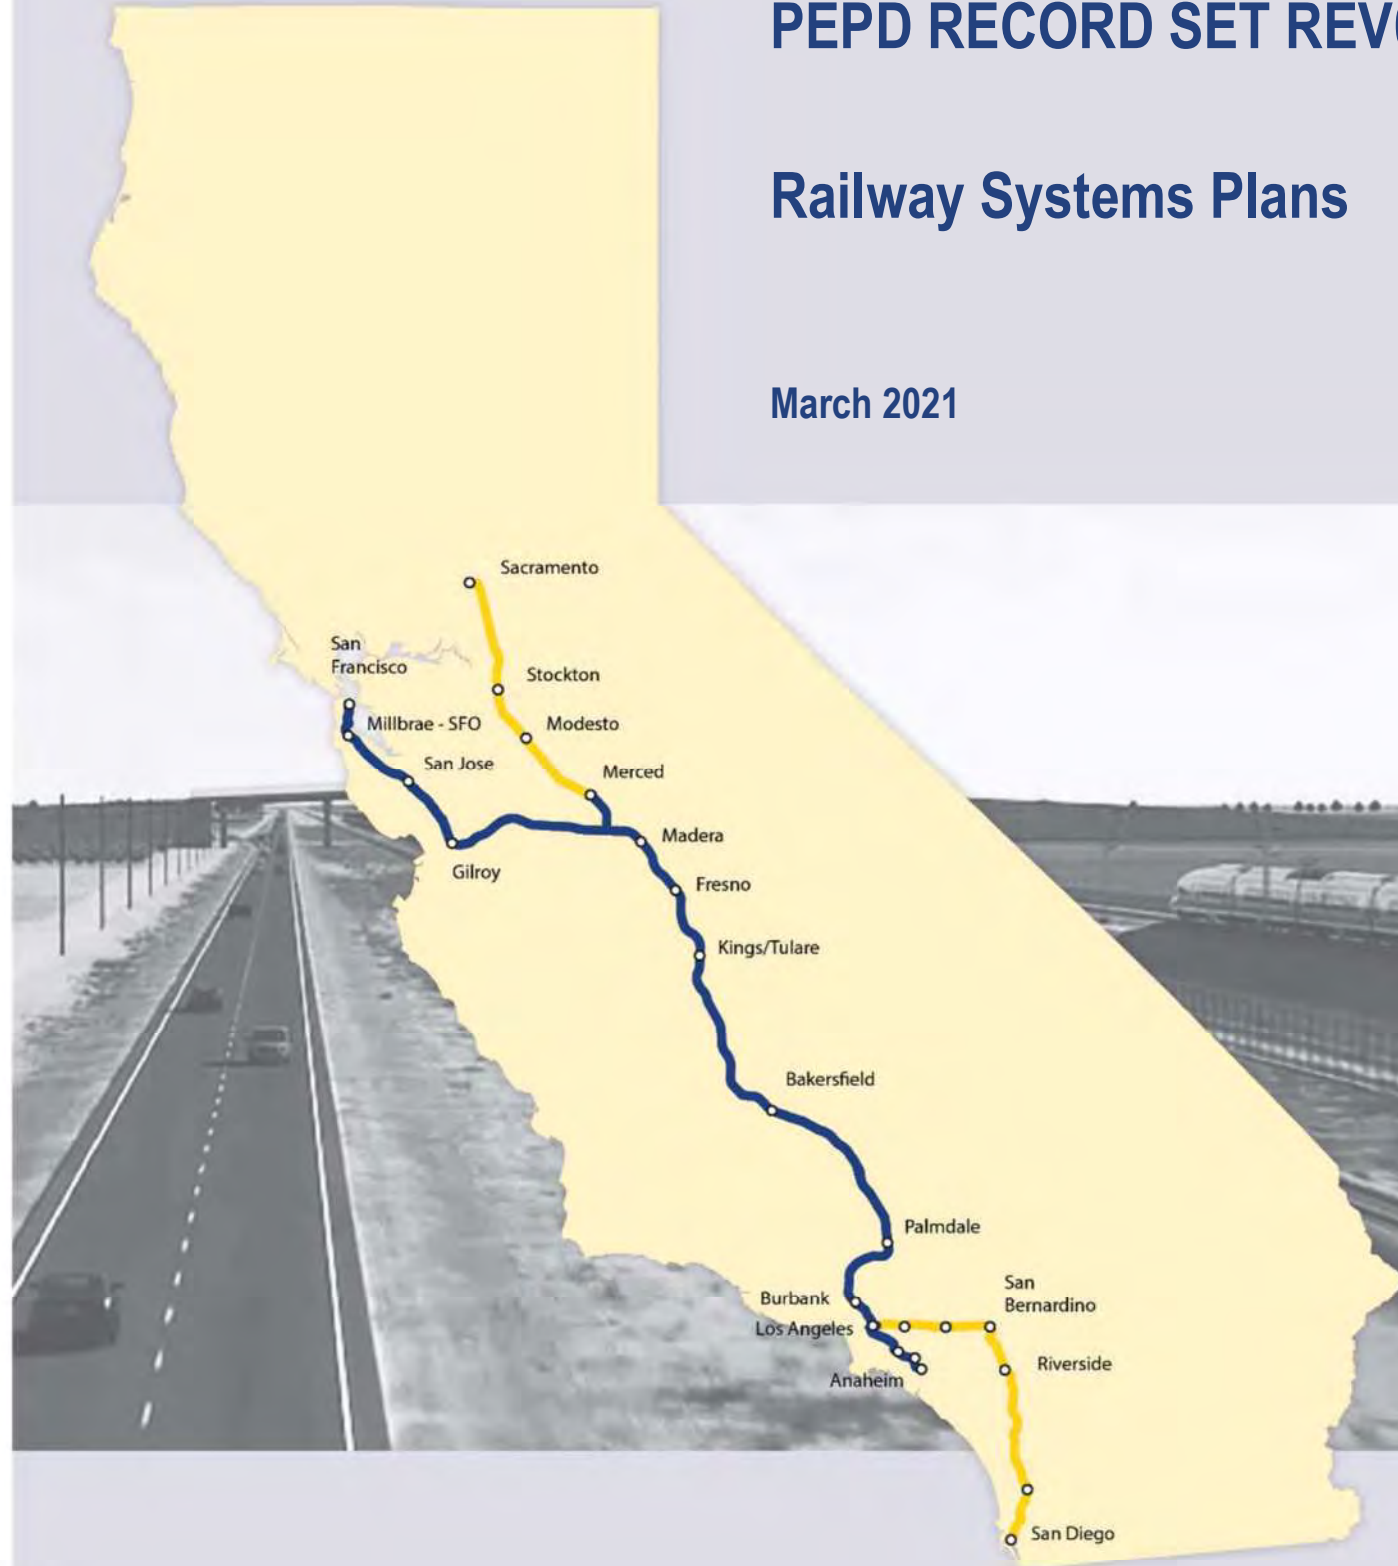 PEPD RECORD SET REV
Railway Systems Plans
March 2021
Sacramento
San
Francisco
Stockton
Millbrae - SFO
Modesto
San Jose
Merced
Madera
Gilroy
Fresno
Kings/Tulare
Bakersfield
Palmdale
San
Bernardino
Burbank
Los Angeles
Riverside
Anaheim
San Diego